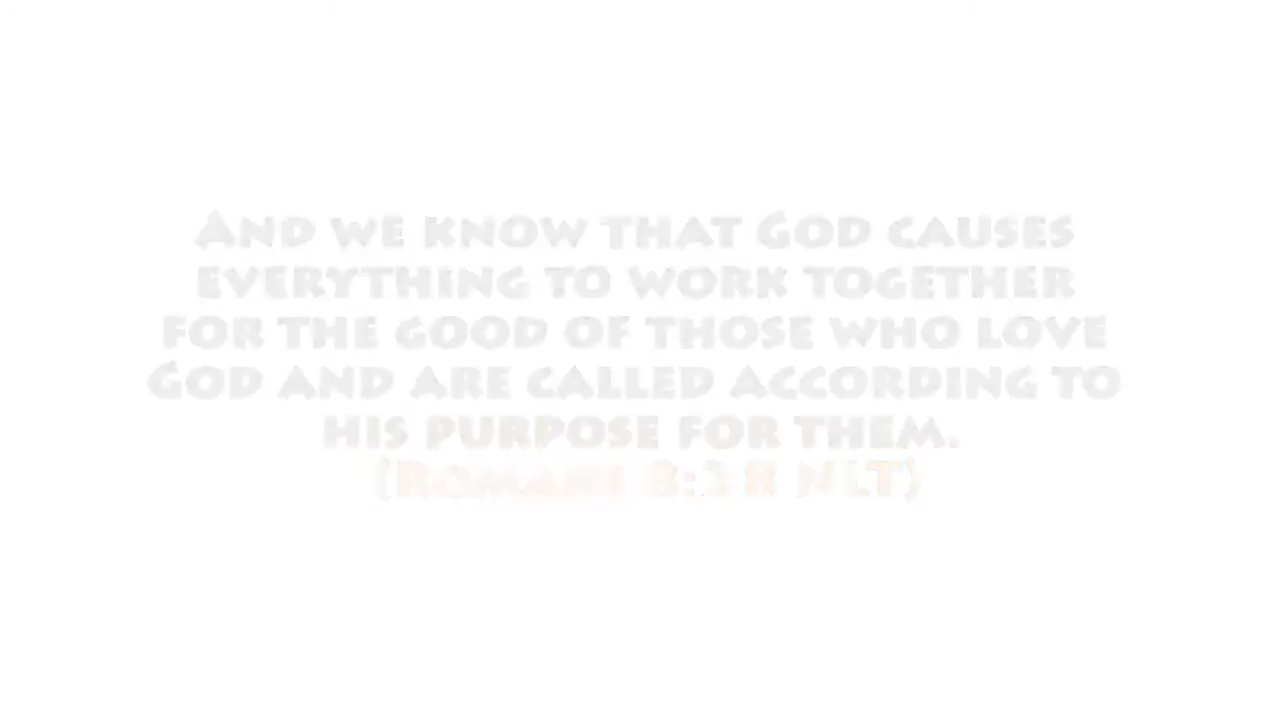 And we know that God causes
everything to work together
for the good of those who love
God and are called according to
his purpose for them.
(Romans 8:28 NLT)